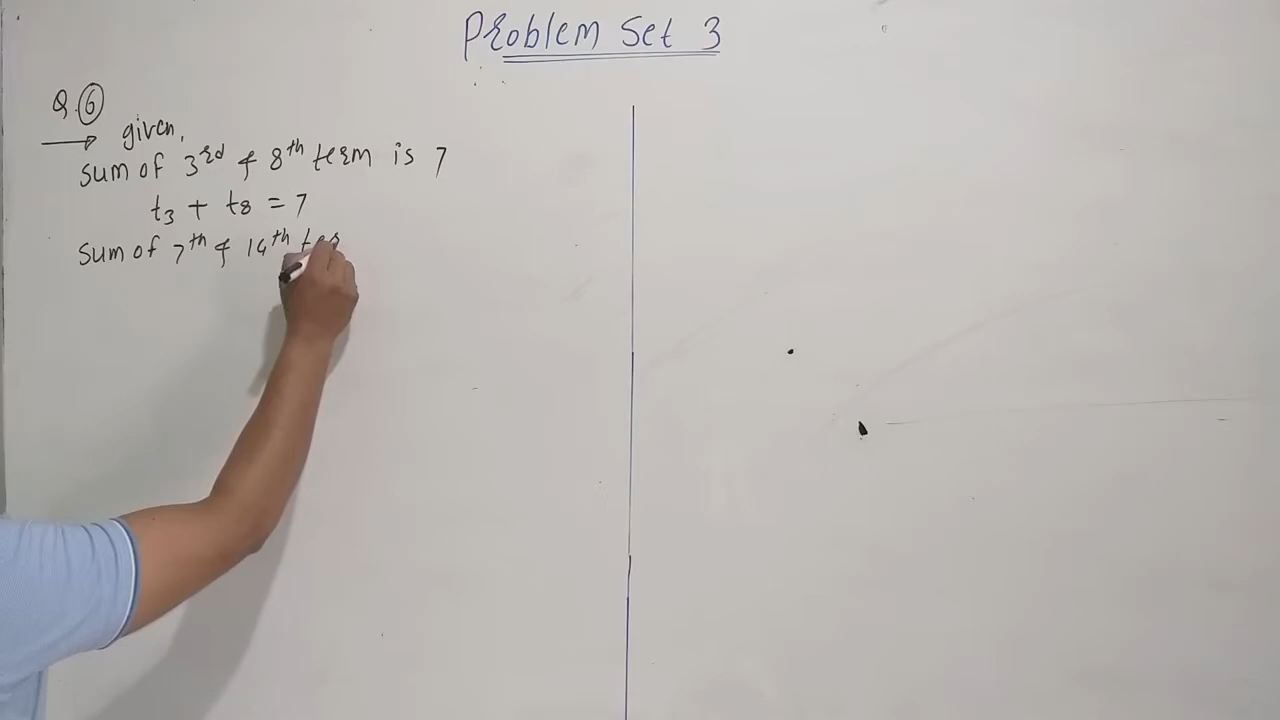 Problem Set 3
Q. 6
given,
sum of 3rd & 8th term is 7
t3 + t8 = 7
Sum of 7th & 14th